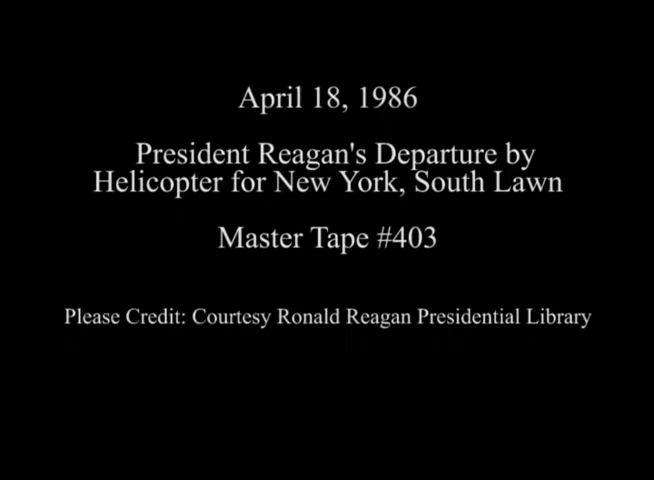 April 18, 1986
President Reagan's Departure by
Helicopter for New York, South Lawn
Master Tape #403
Please Credit: Courtesy Ronald Reagan Presidential Library